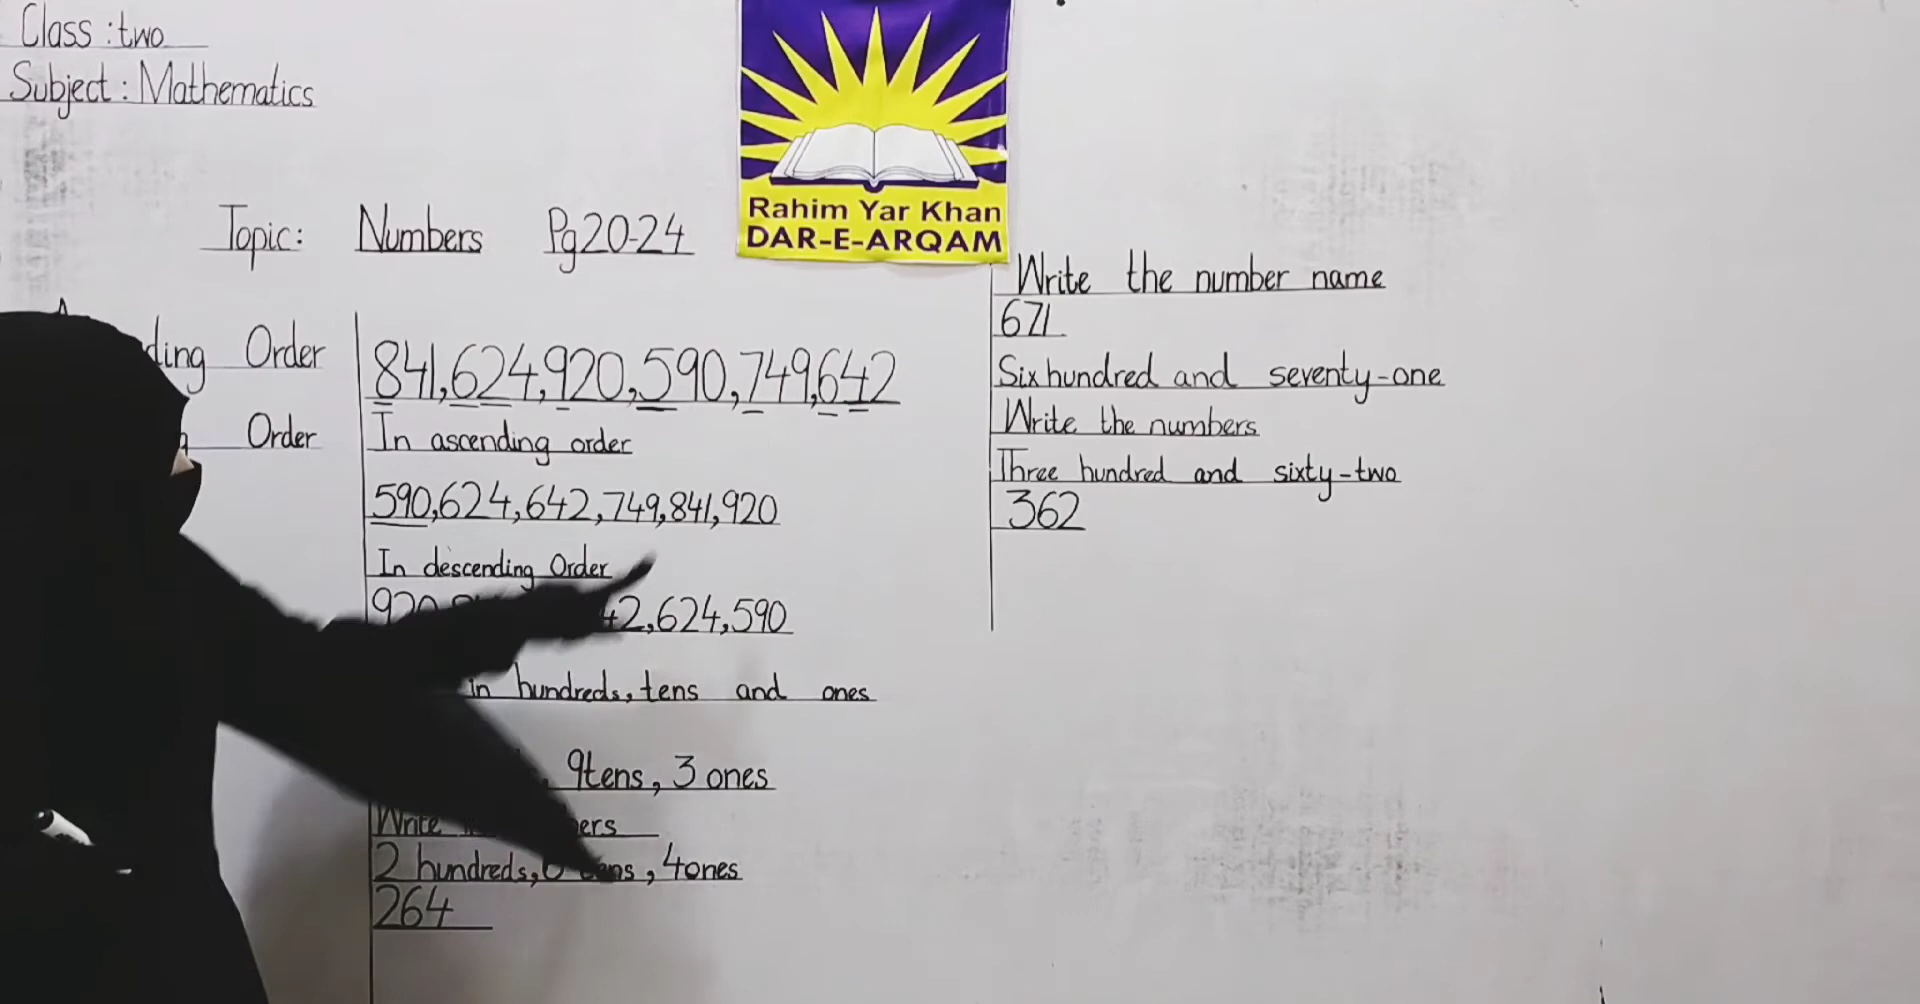 Class : two
Subject : Mathematics
Rahim Yar Khan
DAR-E-ARQAM
Topic: Numbers Pg20-24
Order
Order
841,624,920,590,749,642
In ascending order
590,624,642,749,841,920
In descending Order
920, 2,624,590
in hundreds, tens and ones
9tens, 3 ones
Write
2 hundreds, , 4ones
264
Write the number name
671
Six hundred and seventy-one
Write the numbers
Three hundred and sixty-two
362